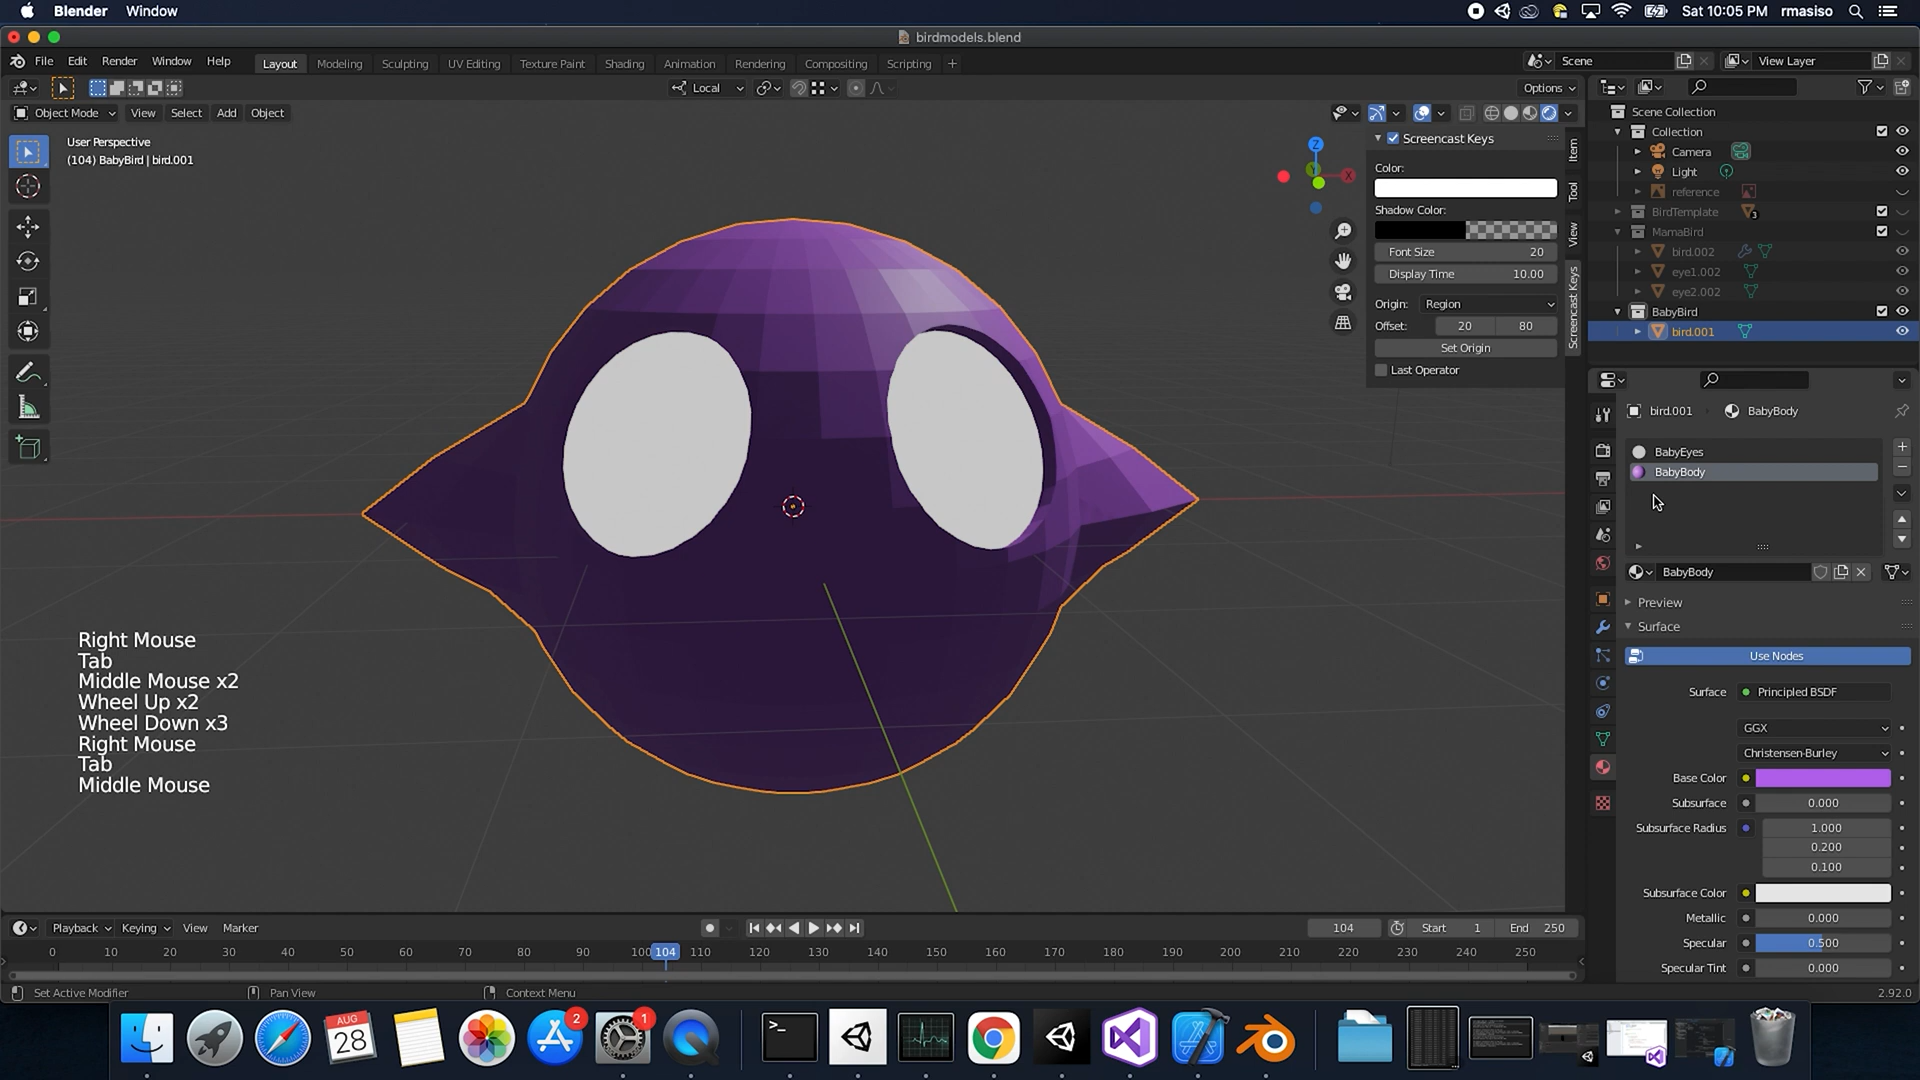 Blender Window Sat 10:05 PM rmasiso
birdmodels.blend
File Edit Render Window Help Layout Modeling Sculpting UV Editing Texture Paint Shading Animation Rendering Compositing Scripting + Scene View Layer
Local Options
Object Mode View Select Add Object
User Perspective
(104) BabyBird | bird.001
Z
Y
X
Screencast Keys
Color:
Shadow Color:
Font Size 20
Display Time 10.00
Origin: Region
Offset: 20 80
Set Origin
Last Operator
Item
Tool
View
Screencast Keys
Scene Collection
Collection
Camera
Light
reference
BirdTemplate 3
MamaBird
bird.002
eye1.002
eye2.002
BabyBird
bird.001
bird.001 BabyBody
BabyEyes
BabyBody
BabyBody
Preview
Surface
Use Nodes
Surface Principled BSDF
GGX
Christensen-Burley
Base Color
Subsurface 0.000
Subsurface Radius 1.000
0.200
0.100
Subsurface Color
Metallic 0.000
Specular 0.500
Specular Tint 0.000
Right Mouse
Tab
Middle Mouse x2
Wheel Up x2
Wheel Down x3
Right Mouse
Tab
Middle Mouse
Playback Keying View Marker 104 Start 1 End 250
0 10 20 30 40 50 60 70 80 90 100 104 110 120 130 140 150 160 170 180 190 200 210 220 230 240 250
Set Active Modifier Pan View Context Menu 2.92.0
AUG
28
2
1
>_